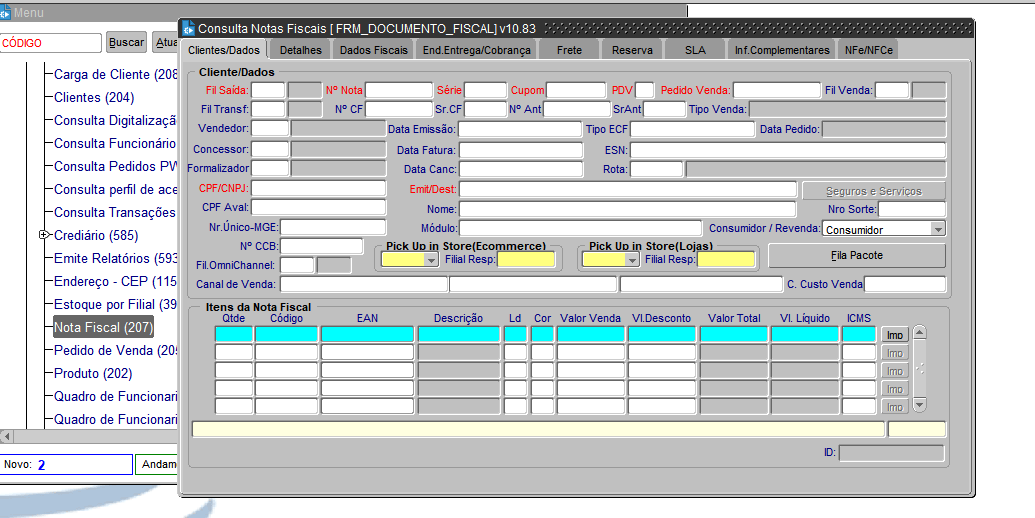 Menu
CÓDIGO Buscar Atua
Carga de Cliente (208
Clientes (204)
Consulta Digitalizaçã
Consulta Funcionário
Consulta Pedidos PW
Consulta perfil de ace
Consulta Transações
Crediário (585)
Emite Relatórios (593
Endereço - CEP (115
Estoque por Filial (39
Nota Fiscal (207)
Pedido de Venda (209
Produto (202)
Quadro de Funcionari
Quadro de Funcionari
Novo: 2 Andam
Consulta Notas Fiscais [ FRM_DOCUMENTO_FISCAL] v10.83
Clientes/Dados Detalhes Dados Fiscais End.Entrega/Cobrança Frete Reserva SLA Inf.Complementares NFe/NFCe
Cliente/Dados
Fil Saída: Nº Nota Série Cupom PDV Pedido Venda: Fil Venda:
Fil Transf: Nº CF Sr.CF Nº Ant SrAnt Tipo Venda:
Vendedor: Data Emissão: Tipo ECF Data Pedido:
Concessor: Data Fatura: ESN:
Formalizador Data Canc: Rota:
CPF/CNPJ: Emit/Dest: Seguros e Serviços
CPF Aval: Nome: Nro Sorte:
Nr.Único-MGE: Módulo: Consumidor / Revenda: Consumidor
Nº CCB: Pick Up in Store(Ecommerce) Filial Resp: Pick Up in Store(Lojas) Filial Resp: Fila Pacote
Fil.OmniChannel:
Canal de Venda: C. Custo Venda
Itens da Nota Fiscal
Qtde Código EAN Descrição Ld Cor Valor Venda Vl.Desconto Valor Total Vl. Líquido ICMS
Imp
Imp
Imp
Imp
Imp
ID: